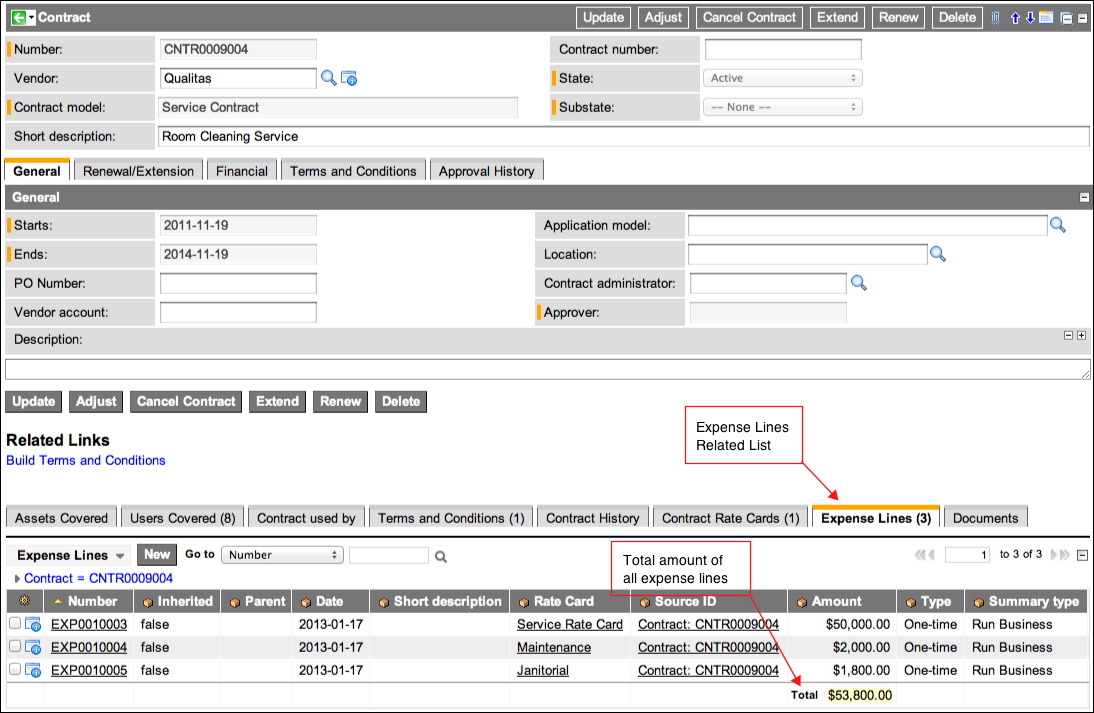 Contract Update Adjust Cancel Contract Extend Renew Delete
Number: CNTR0009004 Contract number:
Vendor: Qualitas State: Active
Contract model: Service Contract Substate: -- None --
Short description: Room Cleaning Service
General Renewal/Extension Financial Terms and Conditions Approval History
General
Starts: 2011-11-19 Application model:
Ends: 2014-11-19 Location:
PO Number: Contract administrator:
Vendor account: Approver:
Description:
Update Adjust Cancel Contract Extend Renew Delete
Related Links
Build Terms and Conditions
Expense Lines
Related List
Assets Covered Users Covered (8) Contract used by Terms and Conditions (1) Contract History Contract Rate Cards (1) Expense Lines (3) Documents
Expense Lines New Go to Number 1 to 3 of 3
Total amount of
all expense lines
Contract = CNTR0009004
Number Inherited Parent Date Short description Rate Card Source ID Amount Type Summary type
EXP0010003 false 2013-01-17 Service Rate Card Contract: CNTR0009004 $50,000.00 One-time Run Business
EXP0010004 false 2013-01-17 Maintenance Contract: CNTR0009004 $2,000.00 One-time Run Business
EXP0010005 false 2013-01-17 Janitorial Contract: CNTR0009004 $1,800.00 One-time Run Business
Total $53,800.00